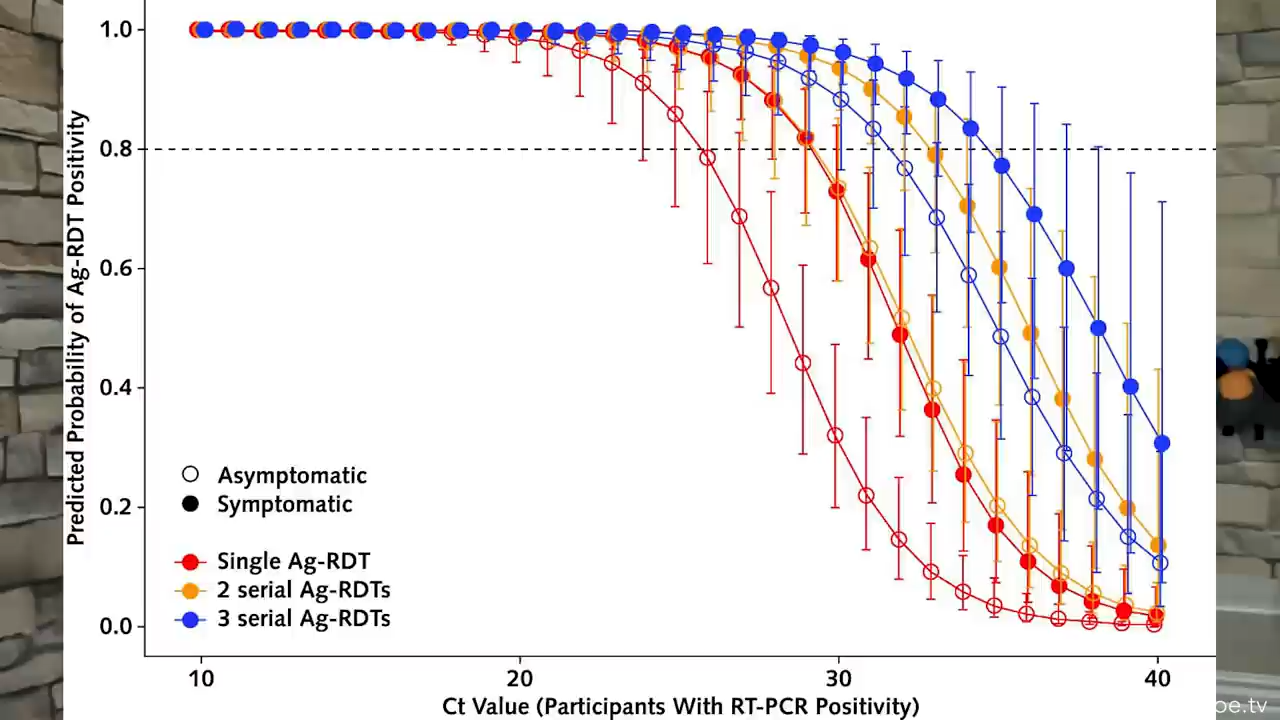 Predicted Probability of Ag-RDT Positivity
1.0
0.8
0.6
0.4
0.2
0.0
Asymptomatic
Symptomatic
Single Ag-RDT
2 serial Ag-RDTs
3 serial Ag-RDTs
10 20 30 40
Ct Value (Participants With RT-PCR Positivity)